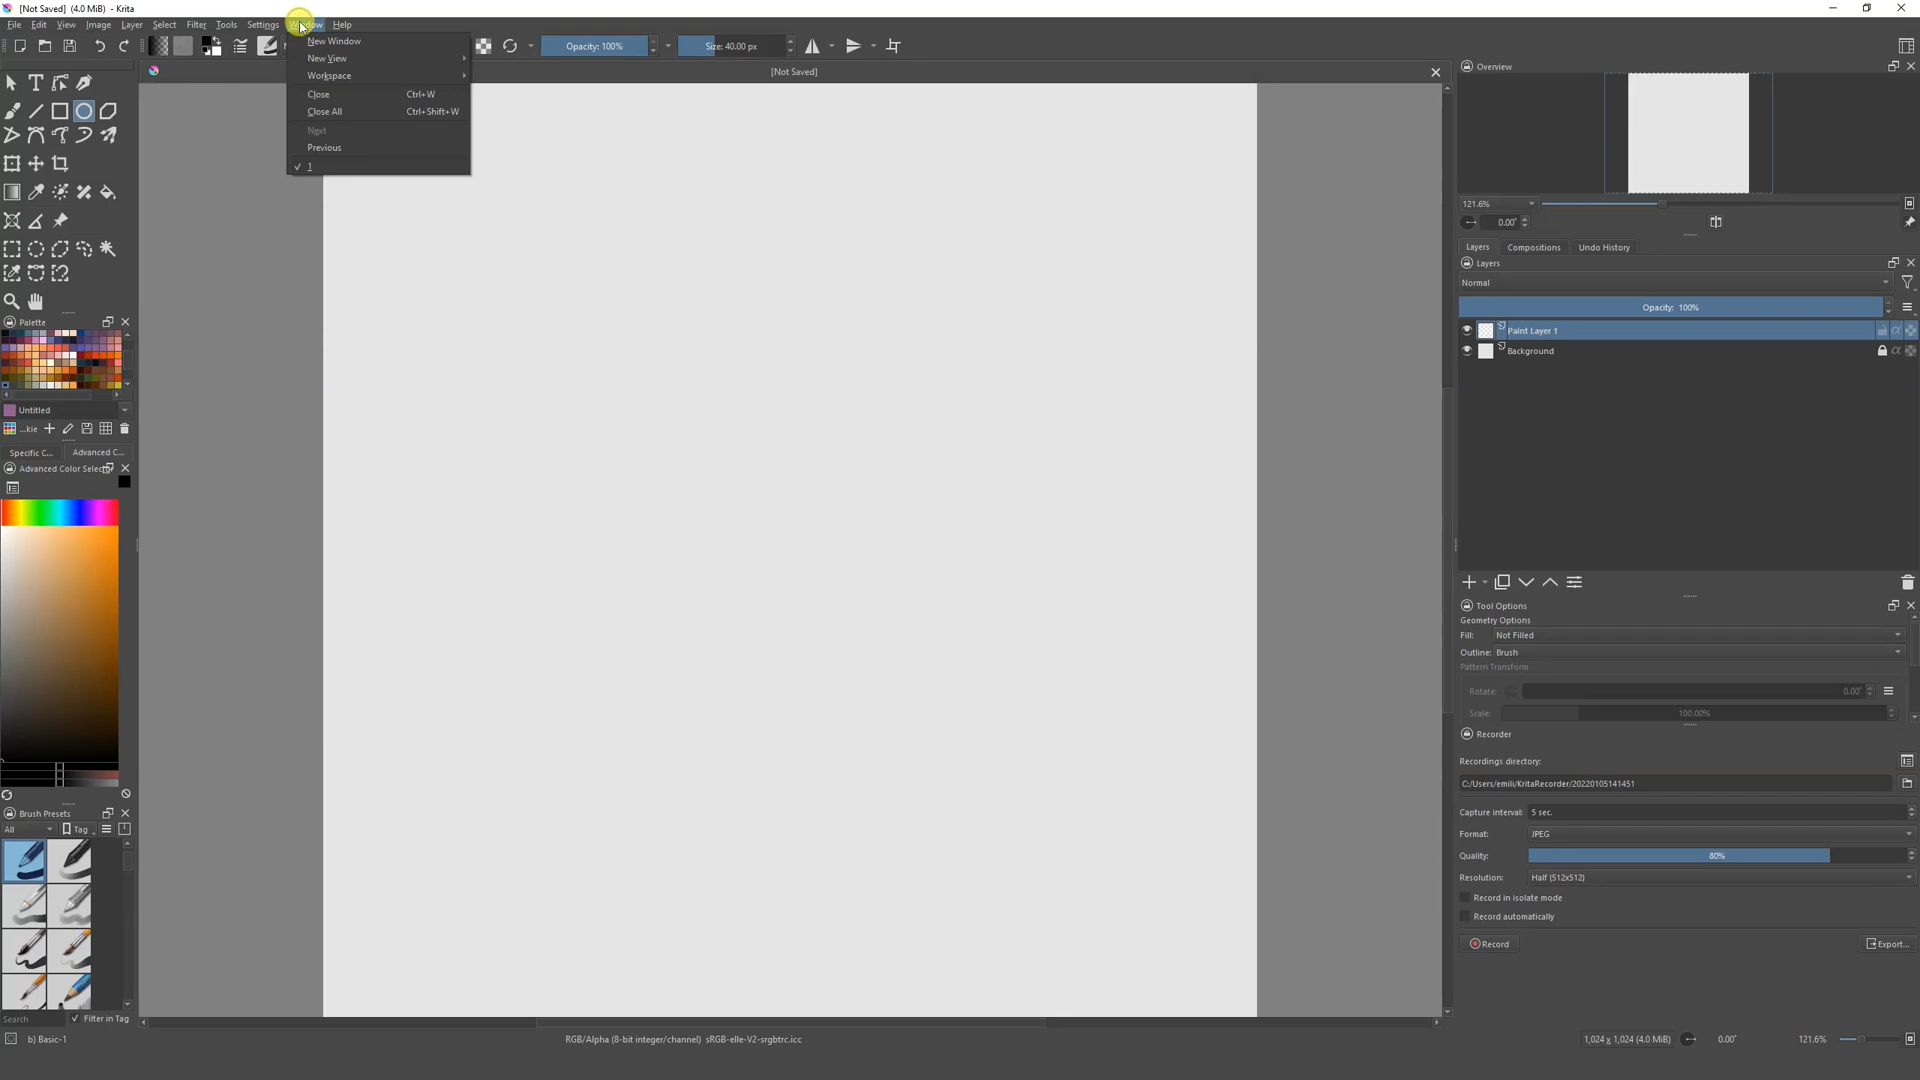 [Not Saved] (4.0 MiB) - Krita
File Edit View Image Layer Select Filter Tools Settings Window Help
Opacity: 100%
Size: 40.00 px
New Window
New View
Workspace
Close Ctrl+W
Close All Ctrl+Shift+W
Next
Previous
1
[Not Saved]
Palette
Untitled
...kie
Specific C...
Advanced C...
Advanced Color Selec
Brush Presets
All
Tag
Search
Filter in Tag
b) Basic-1
RGB/Alpha (8-bit integer/channel) sRGB-elle-V2-srgbtrc.icc
1,024 x 1,024 (4.0 MiB)
0.00°
121.6%
Overview
121.6%
0.00°
Layers
Compositions
Undo History
Layers
Normal
Opacity: 100%
Paint Layer 1
Background
Tool Options
Geometry Options
Fill: Not Filled
Outline: Brush
Pattern Transform
Rotate: 0.00°
Scale: 100.00%
Recorder
Recordings directory:
C:/Users/emili/KritaRecorder/20220105141451
Capture interval: 5 sec.
Format: JPEG
Quality: 80%
Resolution: Half (512x512)
Record in isolate mode
Record automatically
Record
Export...